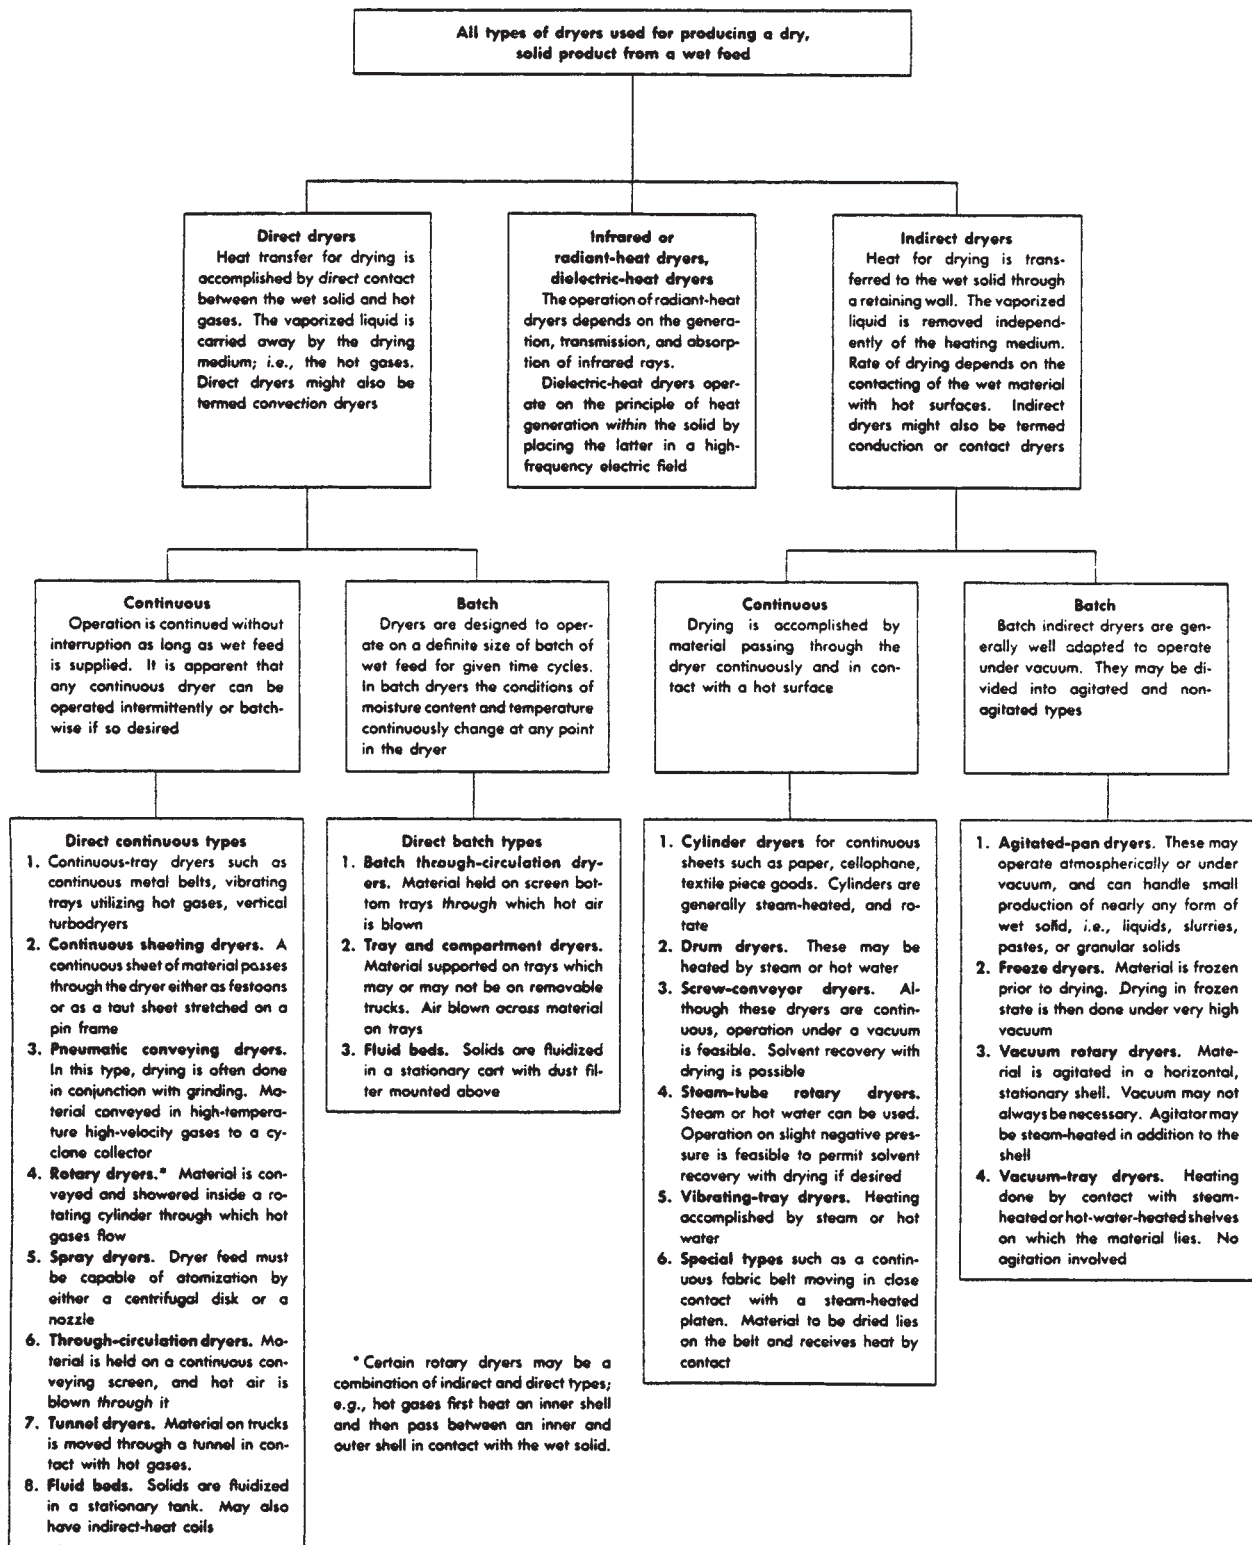 All types of dryers used for producing a dry,
solid product from a wet feed
Direct dryers
Heat transfer for drying is
accomplished by direct contact
between the wet solid and hot
gases. The vaporized liquid is
carried away by the drying
medium; i.e., the hot gases.
Direct dryers might also be
termed convection dryers
Infrared or
radiant-heat dryers,
dielectric-heat dryers
The operation of radiant-heat
dryers depends on the genera-
tion, transmission, and absorp-
tion of infrared rays.
Dielectric-heat dryers oper-
ate on the principle of heat
generation within the solid by
placing the latter in a high-
frequency electric field
Indirect dryers
Heat for drying is trans-
ferred to the wet solid through
a retaining wall. The vaporized
liquid is removed independ-
ently of the heating medium.
Rate of drying depends on the
contacting of the wet material
with hot surfaces. Indirect
dryers might also be termed
conduction or contact dryers
Continuous
Operation is continued without
interruption as long as wet feed
is supplied. It is apparent that
any continuous dryer can be
operated intermittently or batch-
wise if so desired
Batch
Dryers are designed to oper-
ate on a definite size of batch of
wet feed for given time cycles.
In batch dryers the conditions of
moisture content and temperature
continuously change at any point
in the dryer
Continuous
Drying is accomplished by
material passing through the
dryer continuously and in con-
tact with a hot surface
Batch
Batch indirect dryers are gen-
erally well adapted to operate
under vacuum. They may be di-
vided into agitated and non-
agitated types
Direct continuous types
1. Continuous-tray dryers such as
continuous metal belts, vibrating
trays utilizing hot gases, vertical
turbodryers
2. Continuous sheeting dryers. A
continuous sheet of material passes
through the dryer either as festoons
or as a taut sheet stretched on a
pin frame
3. Pneumatic conveying dryers.
In this type, drying is often done
in conjunction with grinding. Ma-
terial conveyed in high-tempera-
ture high-velocity gases to a cy-
clone collector
4. Rotary dryers.* Material is con-
veyed and showered inside a ro-
tating cylinder through which hot
gases flow
5. Spray dryers. Dryer feed must
be capable of atomization by
either a centrifugal disk or a
nozzle
6. Through-circulation dryers. Ma-
terial is held on a continuous con-
veying screen, and hot air is
blown through it
7. Tunnel dryers. Material on trucks
is moved through a tunnel in con-
tact with hot gases.
8. Fluid beds. Solids are fluidized
in a stationary tank. May also
have indirect-heat coils
Direct batch types
1. Batch through-circulation dry-
ers. Material held on screen bot-
tom trays through which hot air
is blown
2. Tray and compartment dryers.
Material supported on trays which
may or may not be on removable
trucks. Air blown across material
on trays
3. Fluid beds. Solids are fluidized
in a stationary cart with dust fil-
ter mounted above
* Certain rotary dryers may be a
combination of indirect and direct types;
e.g., hot gases first heat an inner shell
and then pass between an inner and
outer shell in contact with the wet solid.
1. Cylinder dryers for continuous
sheets such as paper, cellophane,
textile piece goods. Cylinders are
generally steam-heated, and ro-
tate
2. Drum dryers. These may be
heated by steam or hot water
3. Screw-conveyor dryers. Al-
though these dryers are contin-
uous, operation under a vacuum
is feasible. Solvent recovery with
drying is possible
4. Steam-tube rotary dryers.
Steam or hot water can be used.
Operation on slight negative pres-
sure is feasible to permit solvent
recovery with drying if desired
5. Vibrating-tray dryers. Heating
accomplished by steam or hot
water
6. Special types such as a contin-
uous fabric belt moving in close
contact with a steam-heated
platen. Material to be dried lies
on the belt and receives heat by
contact
1. Agitated-pan dryers. These may
operate atmospherically or under
vacuum, and can handle small
production of nearly any form of
wet solid, i.e., liquids, slurries,
pastes, or granular solids
2. Freeze dryers. Material is frozen
prior to drying. Drying in frozen
state is then done under very high
vacuum
3. Vacuum rotary dryers. Mate-
rial is agitated in a horizontal,
stationary shell. Vacuum may not
always be necessary. Agitator may
be steam-heated in addition to the
shell
4. Vacuum-tray dryers. Heating
done by contact with steam-
heated or hot-water-heated shelves
on which the material lies. No
agitation involved